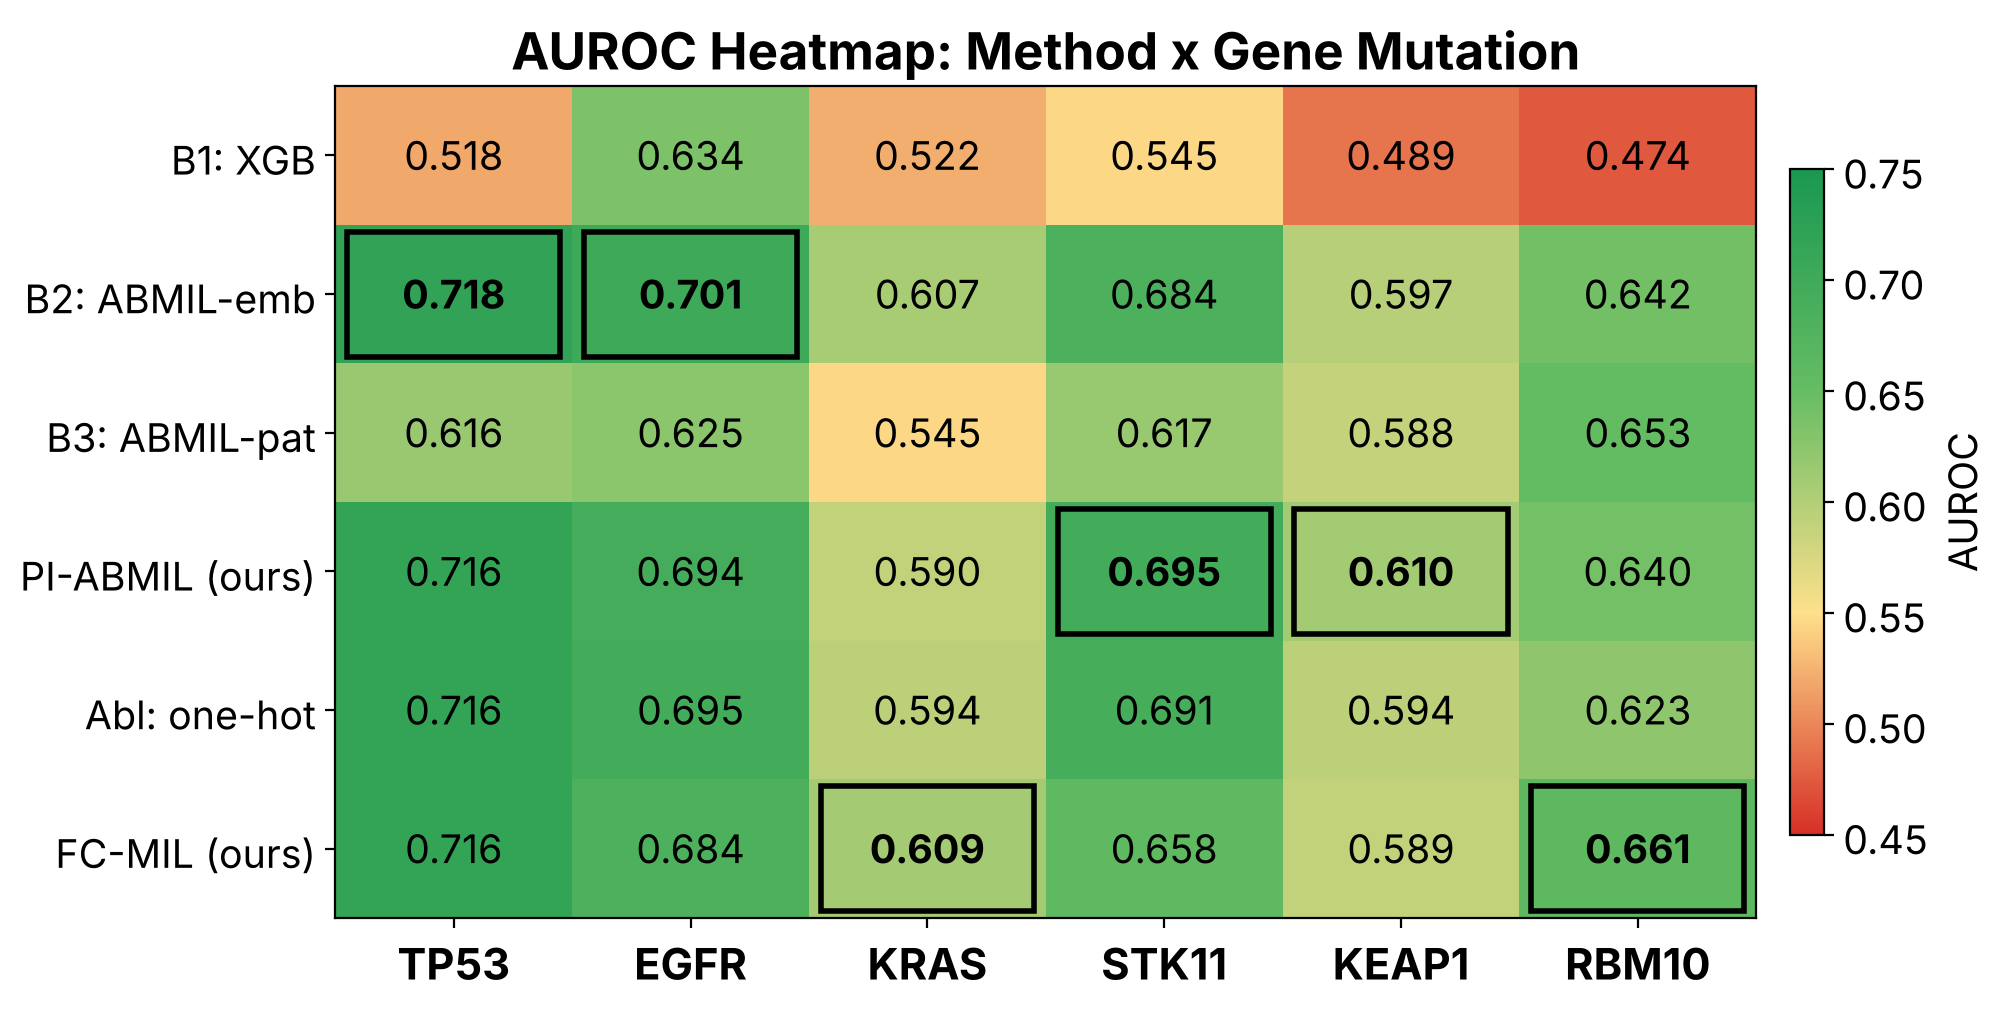 AUROC Heatmap: Method x Gene Mutation
B1: XGB 0.518 0.634 0.522 0.545 0.489 0.474
B2: ABMIL-emb 0.718 0.701 0.607 0.684 0.597 0.642
B3: ABMIL-pat 0.616 0.625 0.545 0.617 0.588 0.653
PI-ABMIL (ours) 0.716 0.694 0.590 0.695 0.610 0.640
Abl: one-hot 0.716 0.695 0.594 0.691 0.594 0.623
FC-MIL (ours) 0.716 0.684 0.609 0.658 0.589 0.661
TP53 EGFR KRAS STK11 KEAP1 RBM10
0.75
0.70
0.65
0.60
0.55
0.50
0.45
AUROC